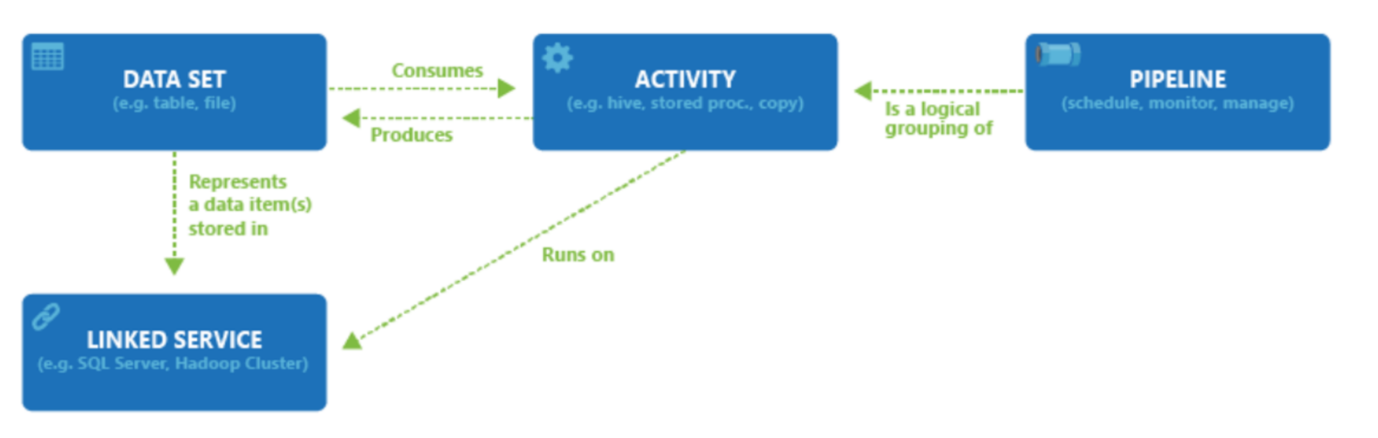 DATA SET
(e.g. table, file)
Consumes
Produces
ACTIVITY
(e.g. hive, stored proc., copy)
Is a logical
grouping of
PIPELINE
(schedule, monitor, manage)
Represents
a data item(s)
stored in
Runs on
LINKED SERVICE
(e.g. SQL Server, Hadoop Cluster)